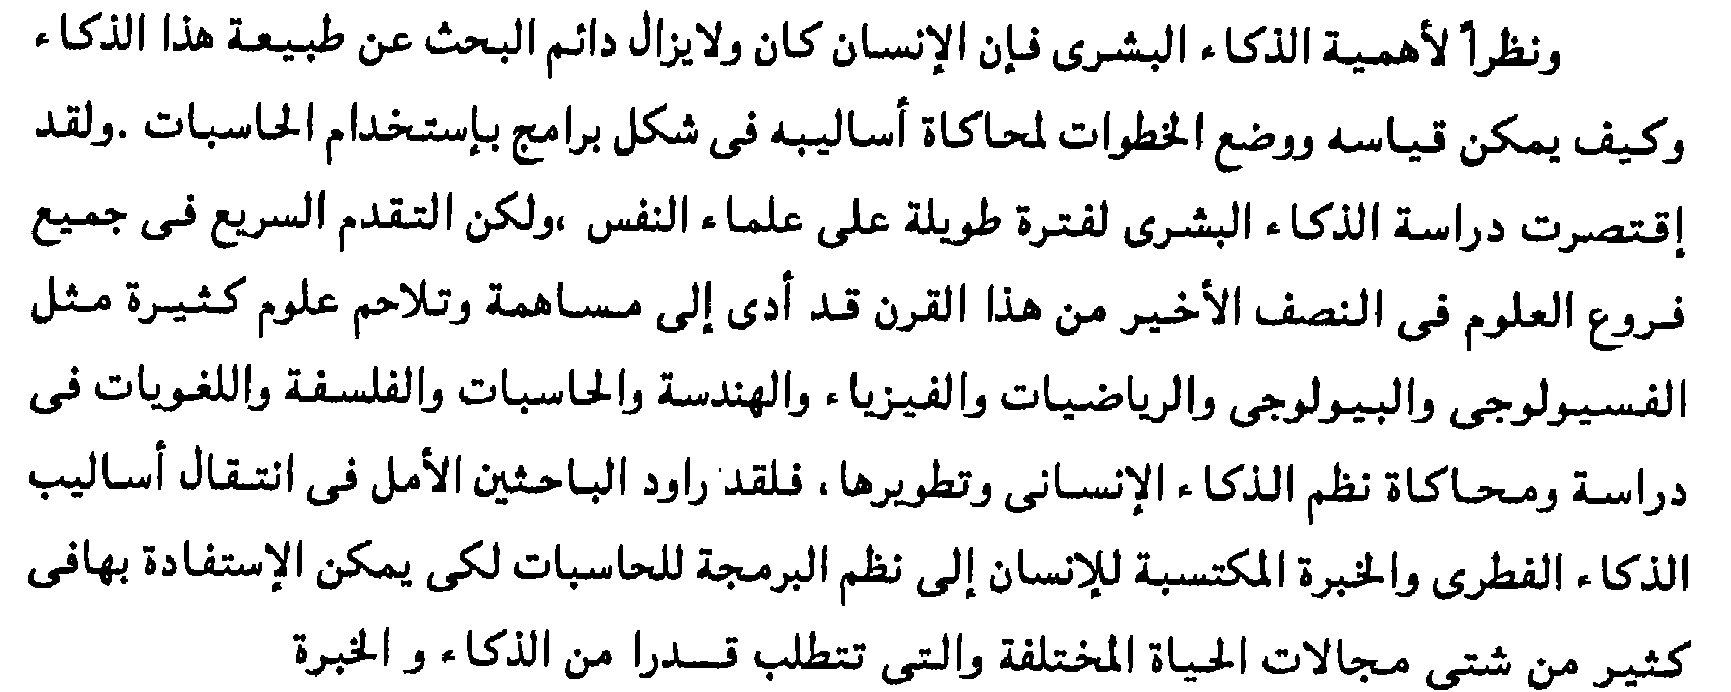 ونظراً لأهمية الذكاء البشرى فإن الإنسان كان ولايزال دائم البحث عن طبيعة هذا الذكاء
وكيف يمكن قياسه ووضع الخطوات لمحاكاة أساليبه فى شكل برامج بإستخدام الحاسبات .ولقد
إقتصرت دراسة الذكاء البشرى لفترة طويلة على علماء النفس ،ولكن التقدم السريع فى جميع
فروع العلوم فى النصف الأخير من هذا القرن قد أدى إلى مساهمة وتلاحم علوم كثيرة مثل
الفسيولوجى والبيولوجى والرياضيات والفيزياء والهندسة والحاسبات والفلسفة واللغويات فى
دراسة ومحاكاة نظم الذكاء الإنسانى وتطويرها، فلقد راود الباحثين الأمل فى انتقال أساليب
الذكاء الفطرى والخبرة المكتسبة للإنسان إلى نظم البرمجة للحاسبات لكى يمكن الإستفادة بهافى
كثير من شتى مجالات الحياة المختلفة والتى تتطلب قدرا من الذكاء و الخبرة